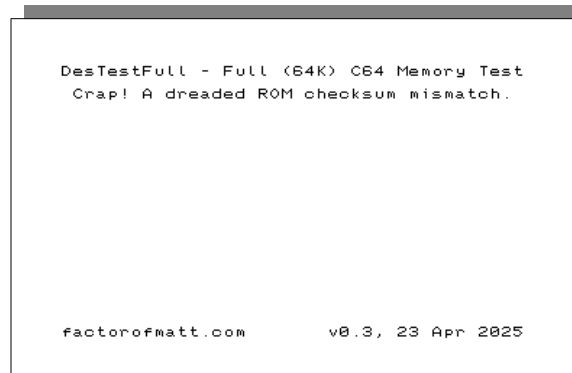 DesTestFull - Full (64K) C64 Memory Test
Crap! A dreaded ROM checksum mismatch.
factorofmatt.com v0.3, 23 Apr 2025